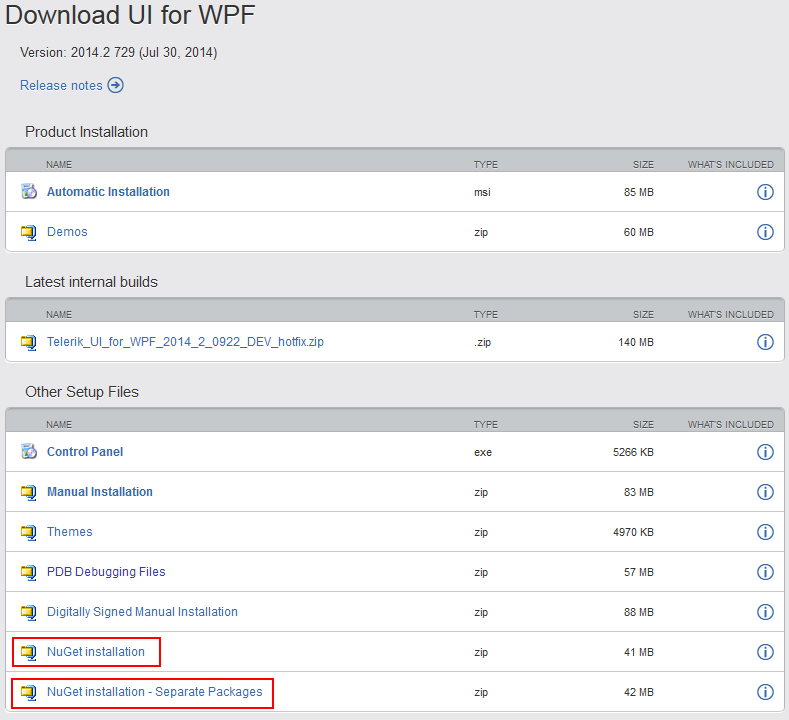 Download UI for WPF
Version: 2014.2 729 (Jul 30, 2014)
Release notes
Product Installation
NAME TYPE SIZE WHAT'S INCLUDED
Automatic Installation msi 85 MB
Demos zip 60 MB
Latest internal builds
NAME TYPE SIZE WHAT'S INCLUDED
Telerik_UI_for_WPF_2014_2_0922_DEV_hotfix.zip .zip 140 MB
Other Setup Files
NAME TYPE SIZE WHAT'S INCLUDED
Control Panel exe 5266 KB
Manual Installation zip 83 MB
Themes zip 4970 KB
PDB Debugging Files zip 57 MB
Digitally Signed Manual Installation zip 88 MB
NuGet installation zip 41 MB
NuGet installation - Separate Packages zip 42 MB